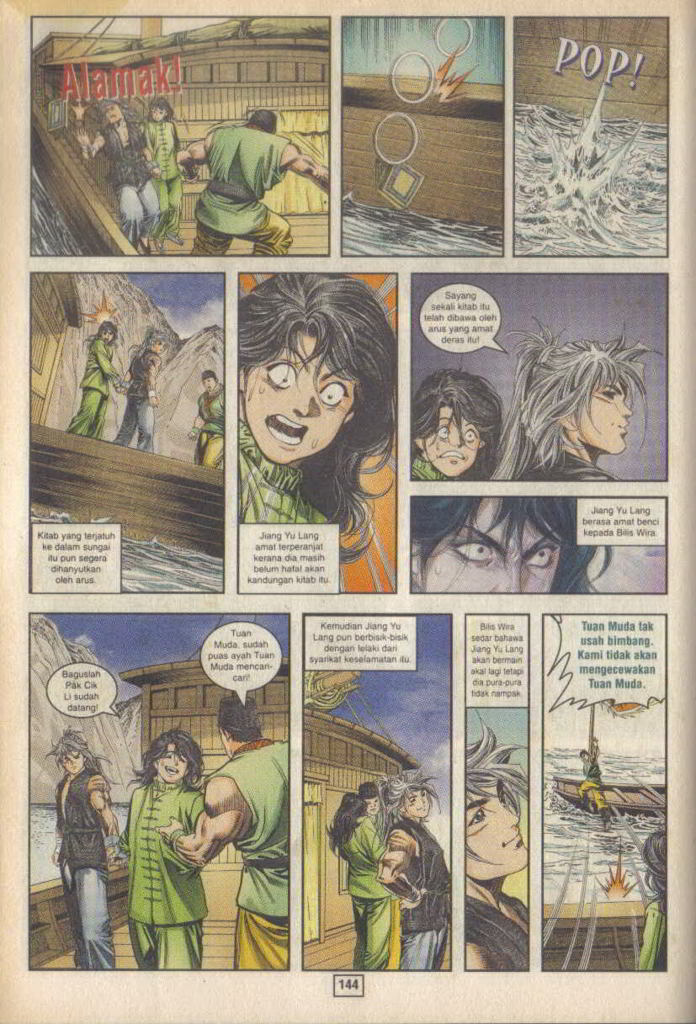 Alamak!
POP!
Kitab yang terjatuh
ke dalam sungai
itu pun segera
dihanyutkan
oleh arus.
Jiang Yu Lang
amat terperanjat
kerana dia masih
belum hafal akan
kandungan kitab itu.
Sayang
sekali kitab itu
telah dibawa oleh
arus yang amat
deras itu!
Jiang Yu Lang
berasa amat benci
kepada Bilis Wira.
Baguslah
Pak Cik
Li sudah
datang!
Tuan
Muda, sudah
puas ayah Tuan
Muda mencan-
cari!
Kemudian Jiang Yu
Lang pun berbisik-bisik
dengan lelaki dari
syarikat keselamatan itu.
Bilis Wira
sedar bahawa
Jiang Yu Lang
akan bermain
akal lagi tetapi
dia pura-pura
tidak nampak.
Tuan Muda tak
usah bimbang.
Kami tidak akan
mengecewakan
Tuan Muda.
144